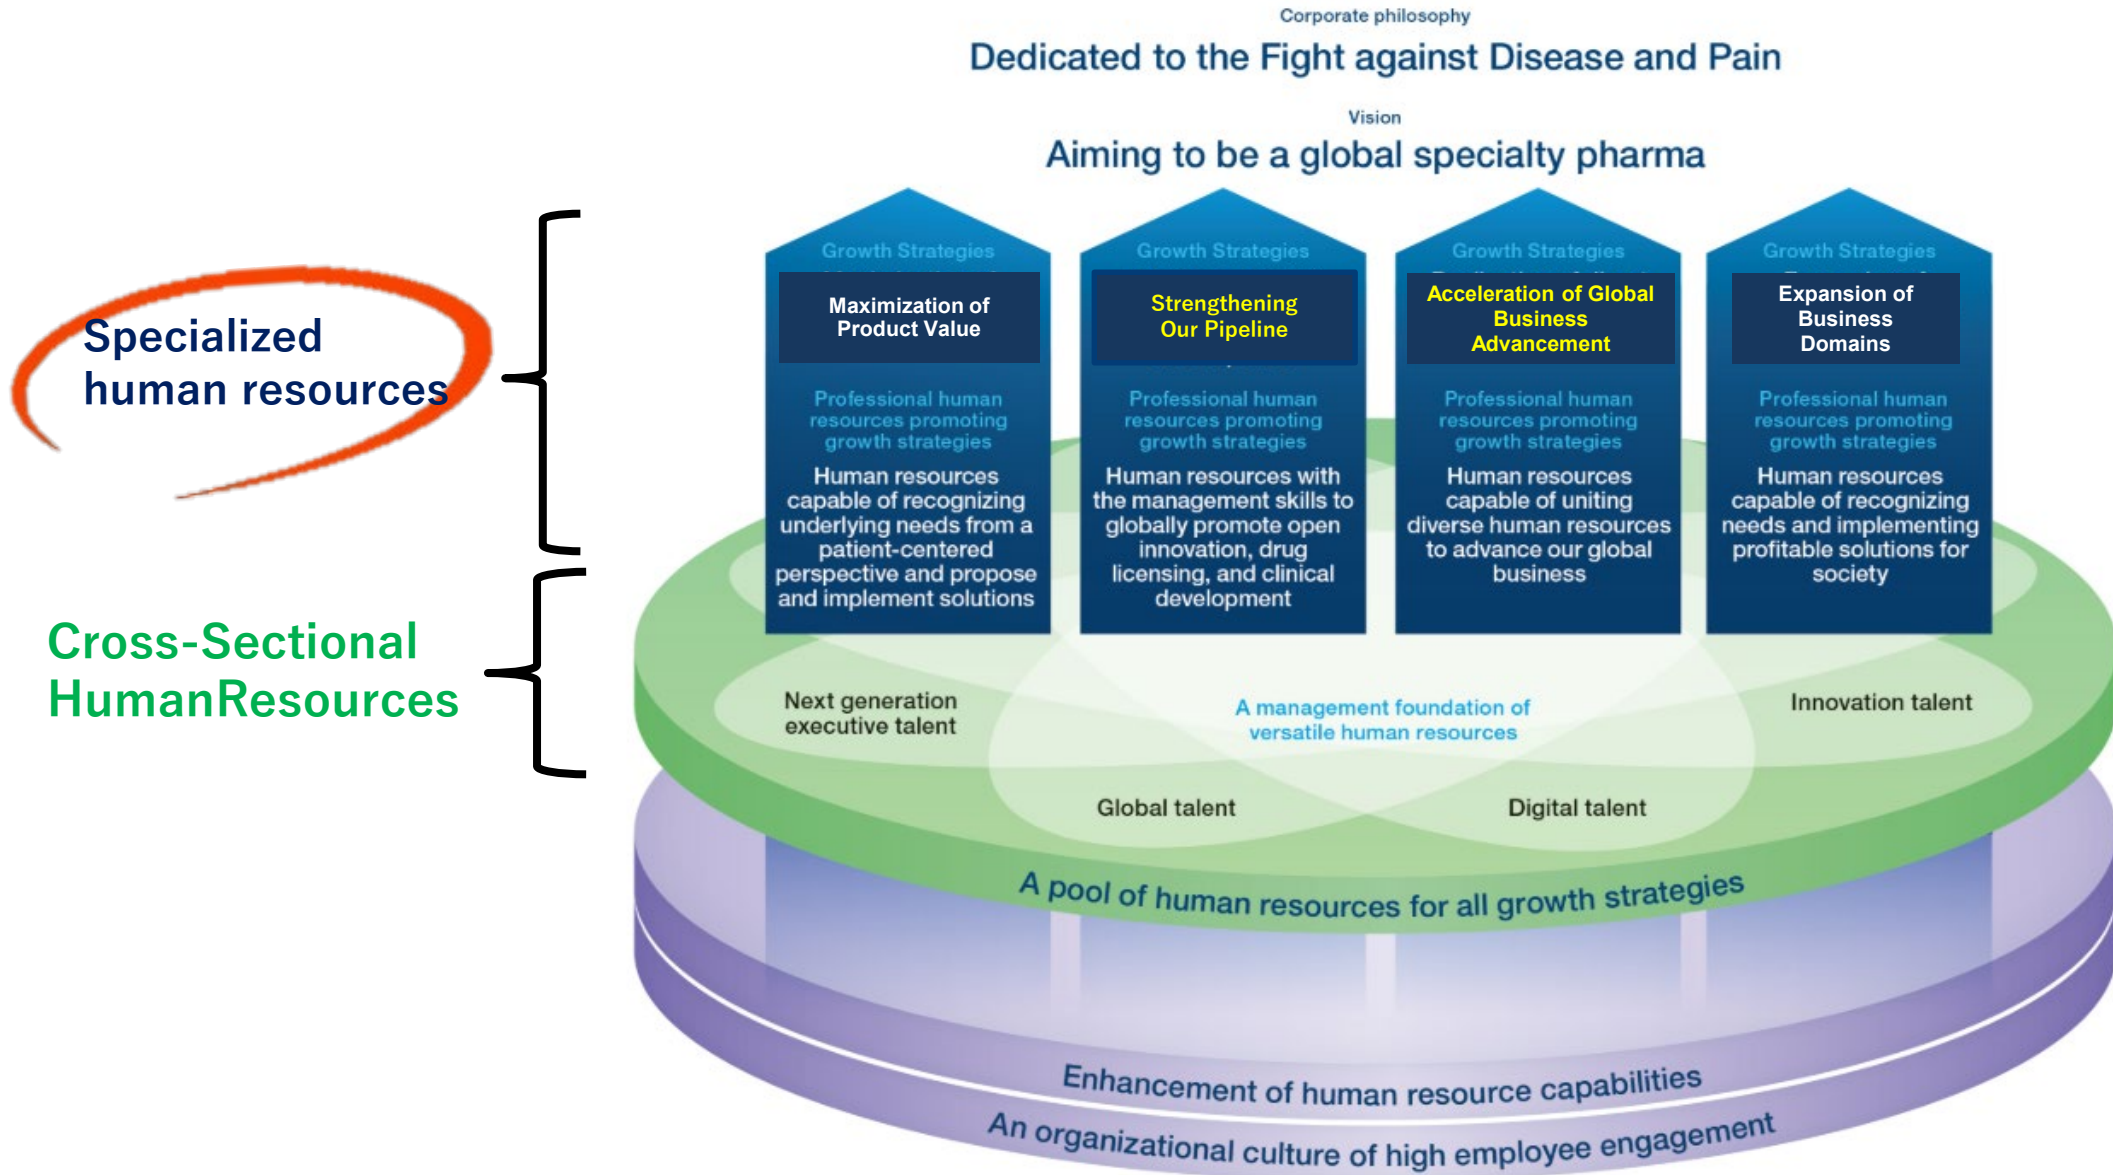 Corporate philosophy
Dedicated to the Fight against Disease and Pain
Vision
Aiming to be a global specialty pharma
Specialized
human resources
Cross-Sectional
HumanResources
Growth Strategies
Maximization of
Product Value
Professional human
resources promoting
growth strategies
Human resources
capable of recognizing
underlying needs from a
patient-centered
perspective and propose
and implement solutions
Growth Strategies
Strengthening
Our Pipeline
Professional human
resources promoting
growth strategies
Human resources with
the management skills to
globally promote open
innovation, drug
licensing, and clinical
development
Growth Strategies
Acceleration of Global
Business
Advancement
Professional human
resources promoting
growth strategies
Human resources
capable of uniting
diverse human resources
to advance our global
business
Growth Strategies
Expansion of
Business
Domains
Professional human
resources promoting
growth strategies
Human resources
capable of recognizing
needs and implementing
profitable solutions for
society
Next generation
executive talent
A management foundation of
versatile human resources
Innovation talent
Global talent
Digital talent
A pool of human resources for all growth strategies
Enhancement of human resource capabilities
An organizational culture of high employee engagement